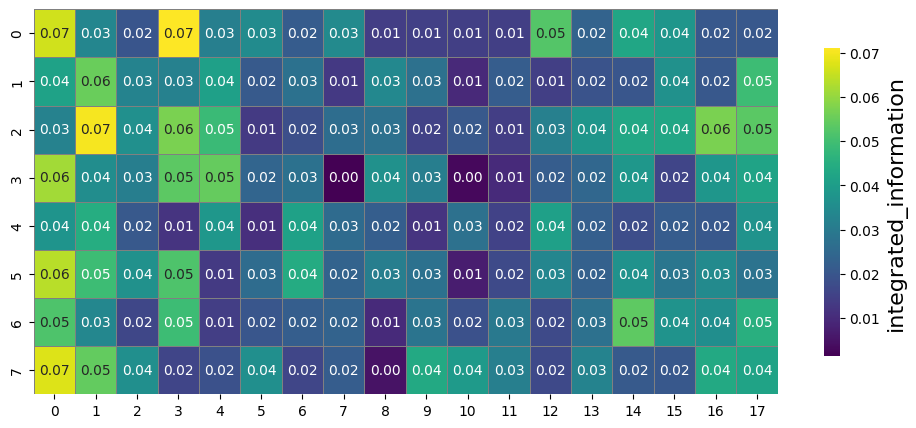 0 0.07 0.03 0.02 0.07 0.03 0.03 0.02 0.03 0.01 0.01 0.01 0.01 0.05 0.02 0.04 0.04 0.02 0.02
1 0.04 0.06 0.03 0.03 0.04 0.02 0.03 0.01 0.03 0.03 0.01 0.02 0.01 0.02 0.02 0.04 0.02 0.05
2 0.03 0.07 0.04 0.06 0.05 0.01 0.02 0.03 0.03 0.02 0.02 0.01 0.03 0.04 0.04 0.04 0.06 0.05
3 0.06 0.04 0.03 0.05 0.05 0.02 0.03 0.00 0.04 0.03 0.00 0.01 0.02 0.02 0.04 0.02 0.04 0.04
4 0.04 0.04 0.02 0.01 0.04 0.01 0.04 0.03 0.02 0.01 0.03 0.02 0.04 0.02 0.02 0.02 0.02 0.03
5 0.06 0.05 0.04 0.05 0.01 0.03 0.04 0.02 0.03 0.03 0.01 0.02 0.03 0.02 0.04 0.03 0.03 0.03
6 0.05 0.03 0.02 0.05 0.01 0.02 0.02 0.02 0.01 0.03 0.02 0.03 0.02 0.03 0.05 0.04 0.04 0.05
7 0.07 0.05 0.04 0.02 0.02 0.04 0.02 0.02 0.00 0.04 0.04 0.03 0.02 0.03 0.02 0.02 0.04 0.04
0 1 2 3 4 5 6 7 8 9 10 11 12 13 14 15 16 17
0.07
0.06
0.05
0.04
0.03
0.02
0.01
integrated_information